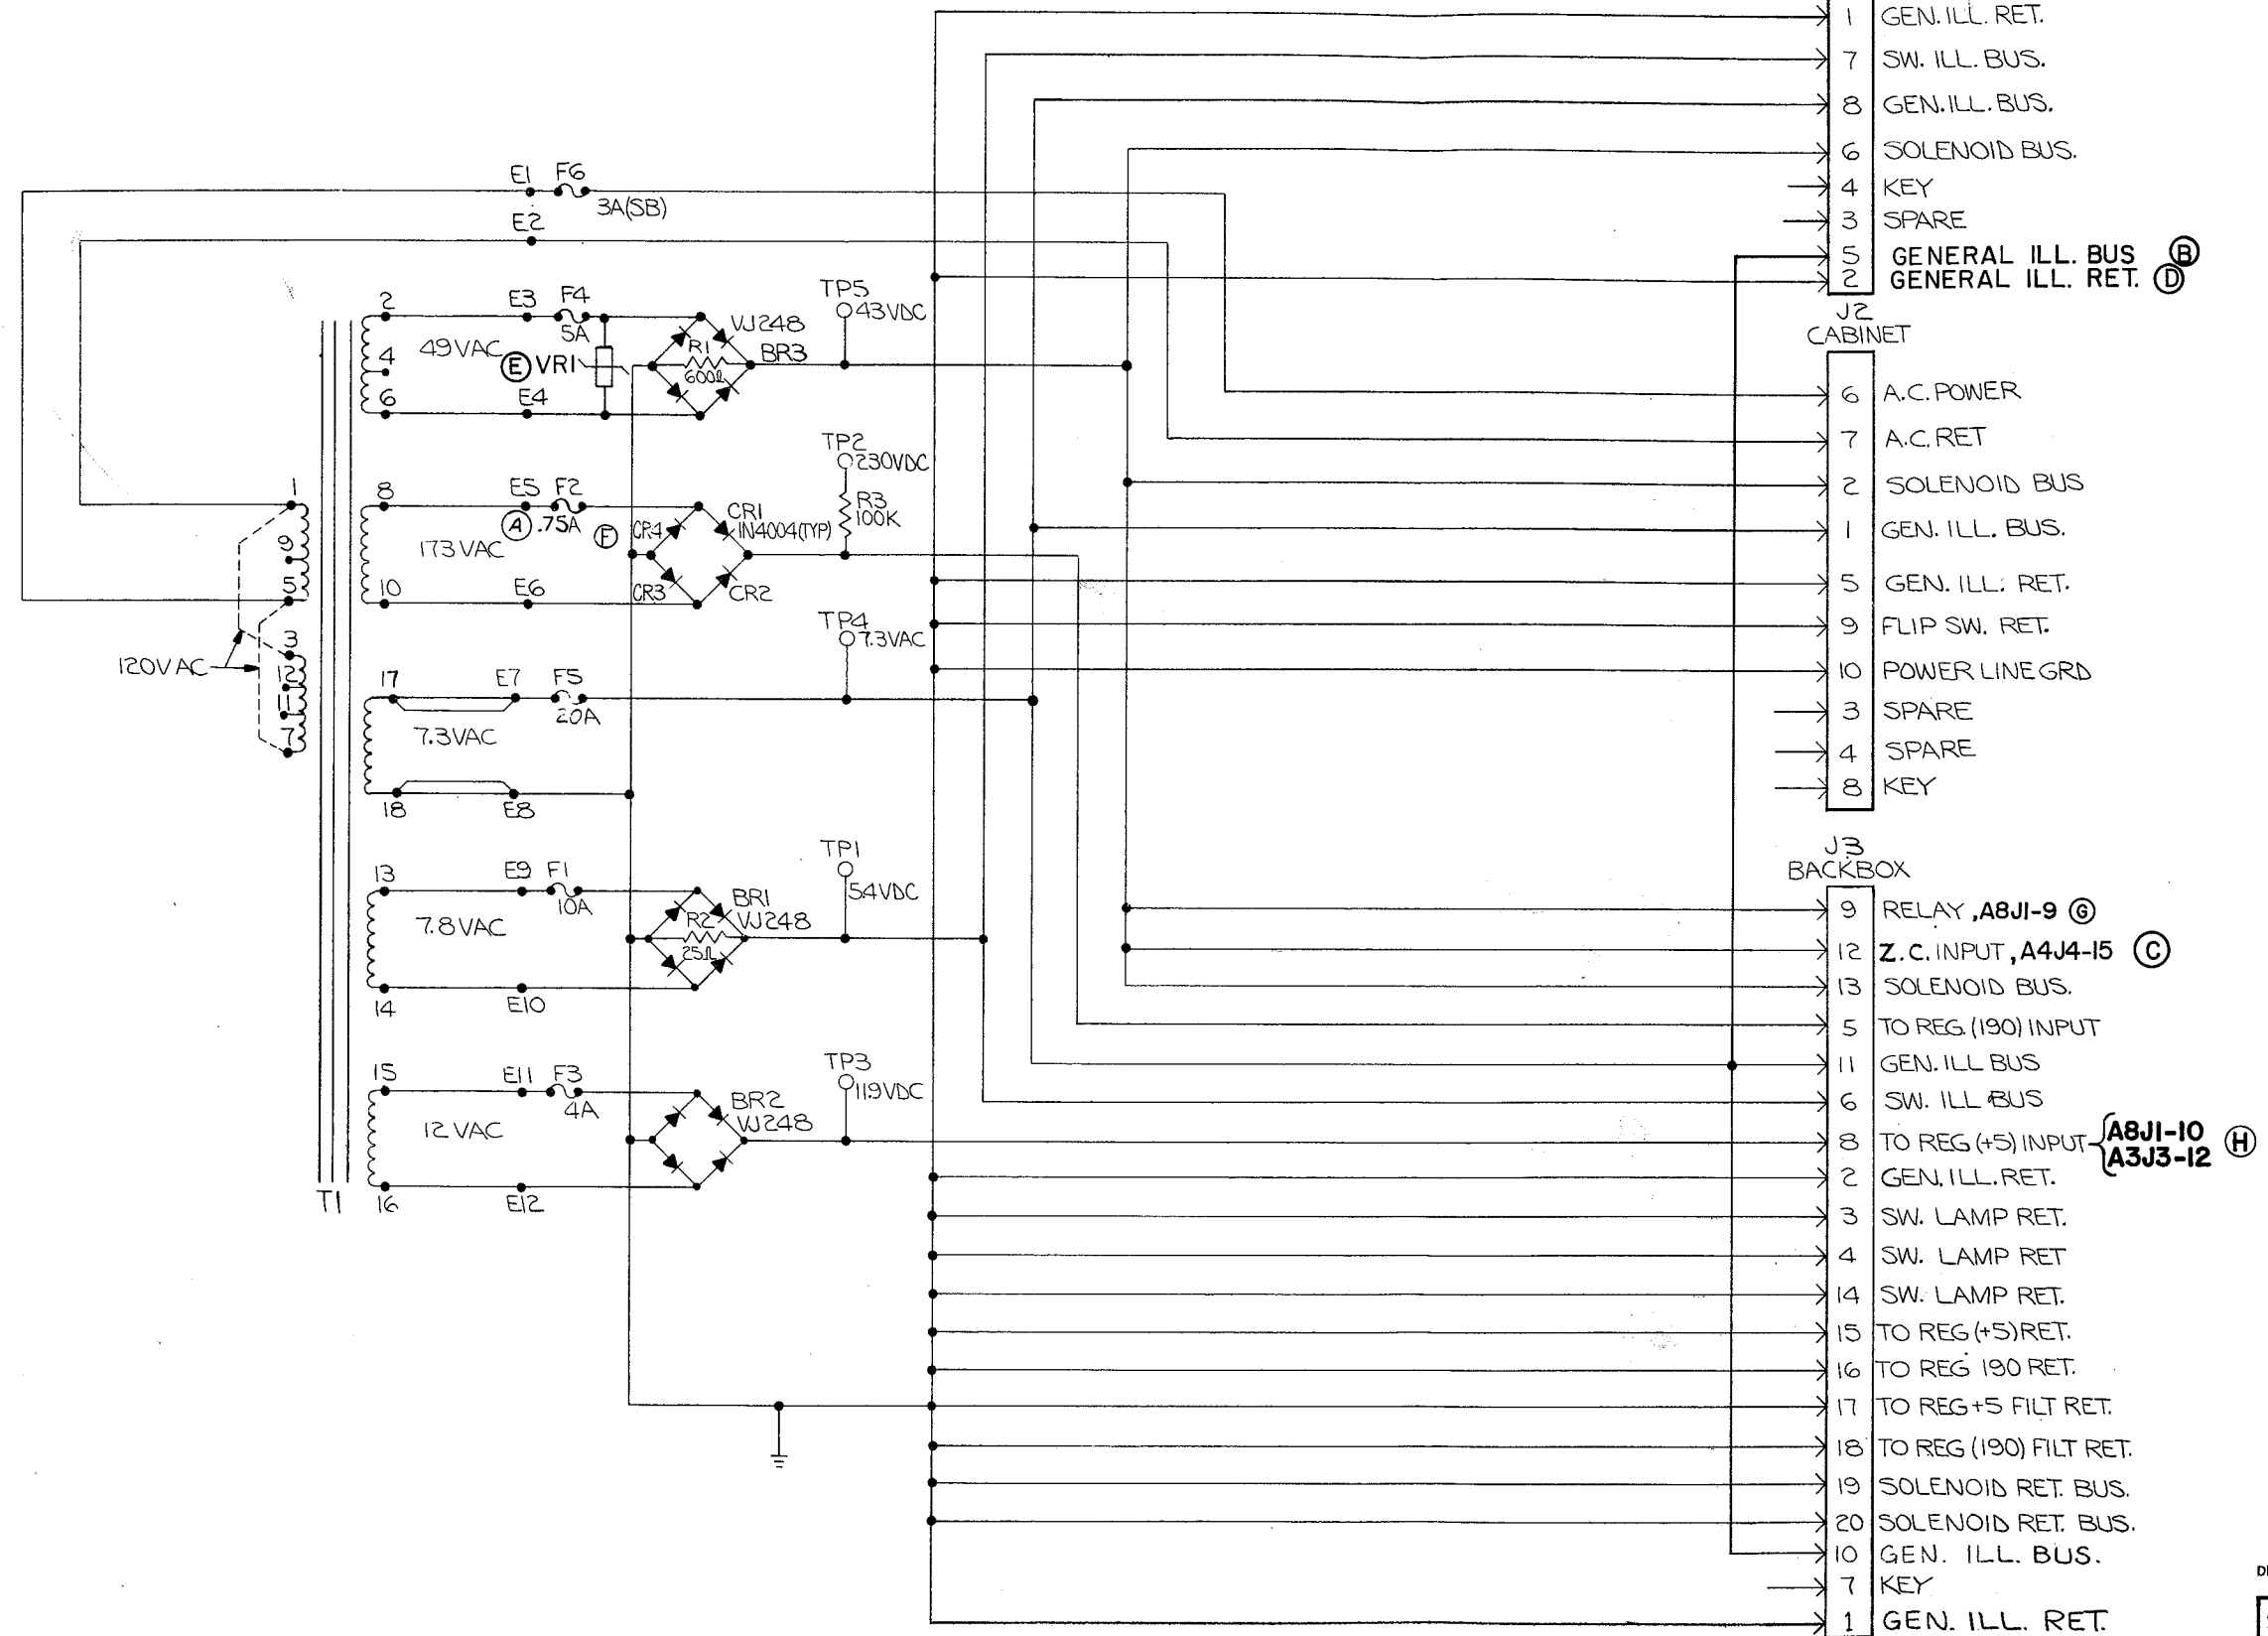 1 GEN. ILL. RET.
7 SW. ILL. BUS.
8 GEN. ILL. BUS.
6 SOLENOID BUS.
4 KEY
3 SPARE
5 GENERAL ILL. BUS B
2 GENERAL ILL. RET. D
J2
CABINET
6 A.C. POWER
7 A.C. RET
2 SOLENOID BUS
1 GEN. ILL. BUS.
5 GEN. ILL. RET.
9 FLIP SW. RET.
10 POWER LINE GRD
3 SPARE
4 SPARE
8 KEY
J3
BACKBOX
9 RELAY, A8J1-9 G
12 Z.C. INPUT, A4J4-15 C
13 SOLENOID BUS.
5 TO REG. (190) INPUT
11 GEN. ILL BUS
6 SW. ILL BUS
8 TO REG (+5) INPUT A8J1-10 H
A3J3-12
2 GEN. ILL. RET.
3 SW. LAMP RET.
4 SW. LAMP RET
14 SW. LAMP RET.
15 TO REG (+5) RET.
16 TO REG 190 RET.
17 TO REG +5 FILT RET.
18 TO REG (190) FILT RET.
19 SOLENOID RET. BUS.
20 SOLENOID RET. BUS.
10 GEN. ILL. BUS.
7 KEY
1 GEN. ILL. RET.
E1 F6
3A(SB)
E2
2 E3 F4
5A
4 49VAC E VR1
6 E4
R1
600Ω
VJ248
BR3
TP5
43VDC
8 E5 F2
A .75A F
173VAC
10 E6
CR4 CR1
1N4004(TYP)
CR3 CR2
TP2
230VDC
R3
100K
1
9
5
3
12
11
7
120VAC
17 E7 F5
20A
7.3VAC
18 E8
TP4
7.3VAC
13 E9 F1
10A
7.8VAC
14 E10
R2
25Ω
BR1
VJ248
TP1
5.4VDC
15 E11 F3
4A
12VAC
16 E12
BR2
VJ248
TP3
11.9VDC
T1